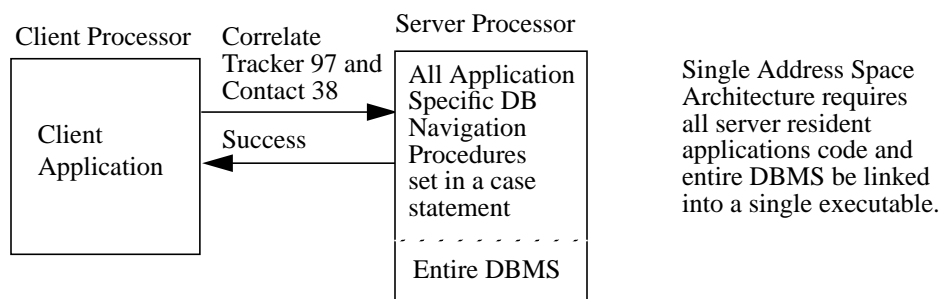 Client Processor
Client
Application
Correlate
Tracker 97 and
Contact 38
Success
Server Processor
All Application
Specific DB
Navigation
Procedures
set in a case
statement
Entire DBMS
Single Address Space
Architecture requires
all server resident
applications code and
entire DBMS be linked
into a single executable.